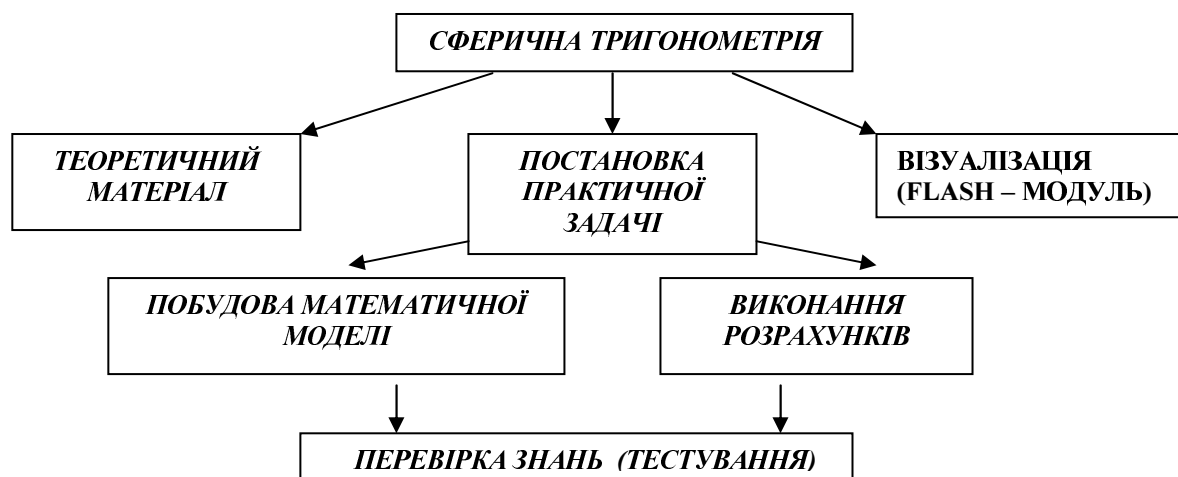 СФЕРИЧНА ТРИГОНОМЕТРІЯ
ТЕОРЕТИЧНИЙ
МАТЕРІАЛ
ПОСТАНОВКА
ПРАКТИЧНОЇ
ЗАДАЧІ
ВІЗУАЛІЗАЦІЯ
(FLASH – МОДУЛЬ)
ПОБУДОВА МАТЕМАТИЧНОЇ
МОДЕЛІ
ВИКОНАННЯ
РОЗРАХУНКІВ
ПЕРЕВІРКА ЗНАНЬ (ТЕСТУВАННЯ)